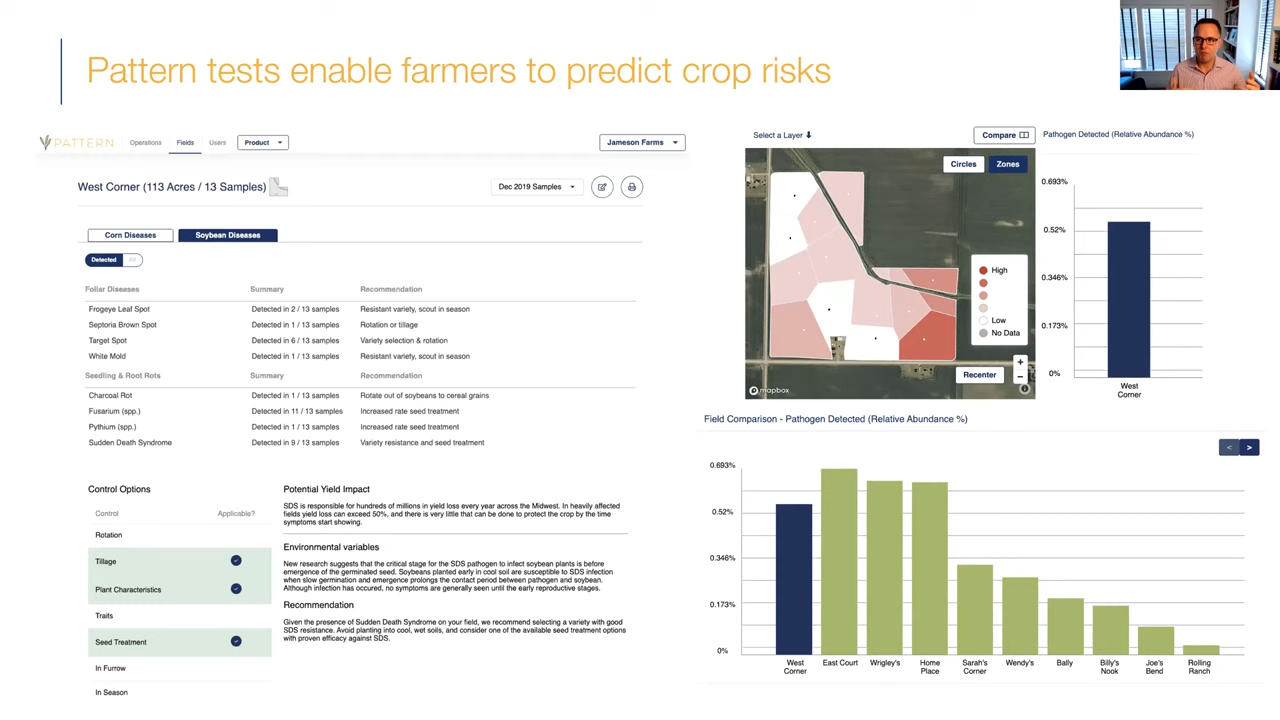 Pattern tests enable farmers to predict crop risks
PATTERN
Operations
Fields
Users
Product
Jameson Farms
West Corner (113 Acres / 13 Samples)
Dec 2019 Samples
Corn Diseases
Soybean Diseases
Detected
All
Foliar Diseases Summary Recommendation
Frogeye Leaf Spot Detected in 2 / 13 samples Resistant variety, scout in season
Septoria Brown Spot Detected in 1 / 13 samples Rotation or tillage
Target Spot Detected in 6 / 13 samples Variety selection & rotation
White Mold Detected in 1 / 13 samples Resistant variety, scout in season
Seedling & Root Rots Summary Recommendation
Charcoal Rot Detected in 1 / 13 samples Rotate out of soybeans to cereal grains
Fusarium (spp.) Detected in 11 / 13 samples Increased rate seed treatment
Pythium (spp.) Detected in 1 / 13 samples Increased rate seed treatment
Sudden Death Syndrome Detected in 9 / 13 samples Variety resistance and seed treatment
Control Options
Control Applicable?
Rotation
Tillage
Plant Characteristics
Traits
Seed Treatment
In Furrow
In Season
Potential Yield Impact
SDS is responsible for hundreds of millions in yield loss every year across the Midwest. In heavily affected
fields yield loss can exceed 50%, and there is very little that can be done to protect the crop by the time
symptoms start showing.
Environmental variables
New research suggests that the critical stage for the SDS pathogen to infect soybean plants is before
emergence of the germinated seed. Soybeans planted early in cool soil are susceptible to SDS infection
when slow germination and emergence prolongs the contact period between pathogen and soybean.
Although infection has occured, no symptoms are generally seen until the early reproductive stages.
Recommendation
Given the presence of Sudden Death Syndrome on your field, we recommend selecting a variety with good
SDS resistance. Avoid planting into cool, wet soils, and consider one of the available seed treatment options
with proven efficacy against SDS.
Select a Layer
Compare
Circles
Zones
High
Low
No Data
+
−
Recenter
mapbox
Pathogen Detected (Relative Abundance %)
0.693%
0.52%
0.346%
0.173%
0%
West
Corner
Field Comparison - Pathogen Detected (Relative Abundance %)
< >
0.693%
0.52%
0.346%
0.173%
0%
West
Corner
East Court
Wrigley's
Home
Place
Sarah's
Corner
Wendy's
Bally
Billy's
Nook
Joe's
Bend
Rolling
Ranch